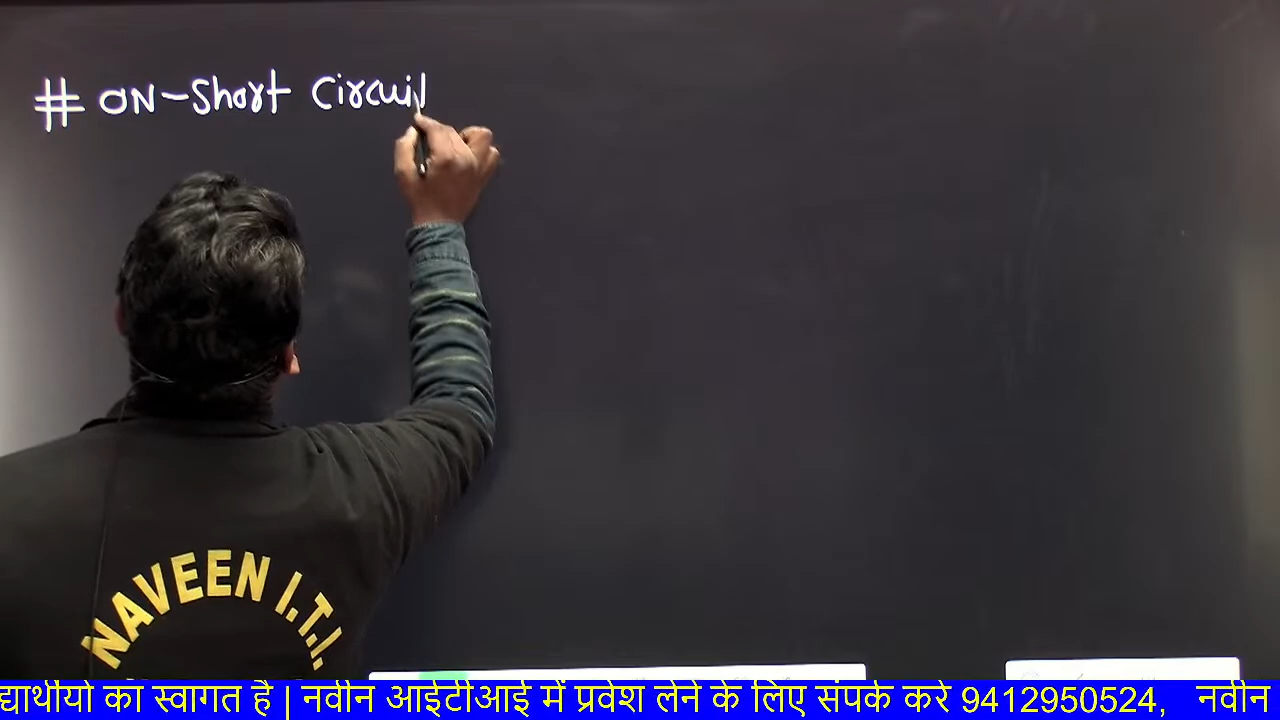 # ON-Short Circuit
NAVEEN I.T.I.
द्यार्थीयों का स्वागत है | नवीन आईटीआई में प्रवेश लेने के लिए संपर्क करे 9412950524, नवीन